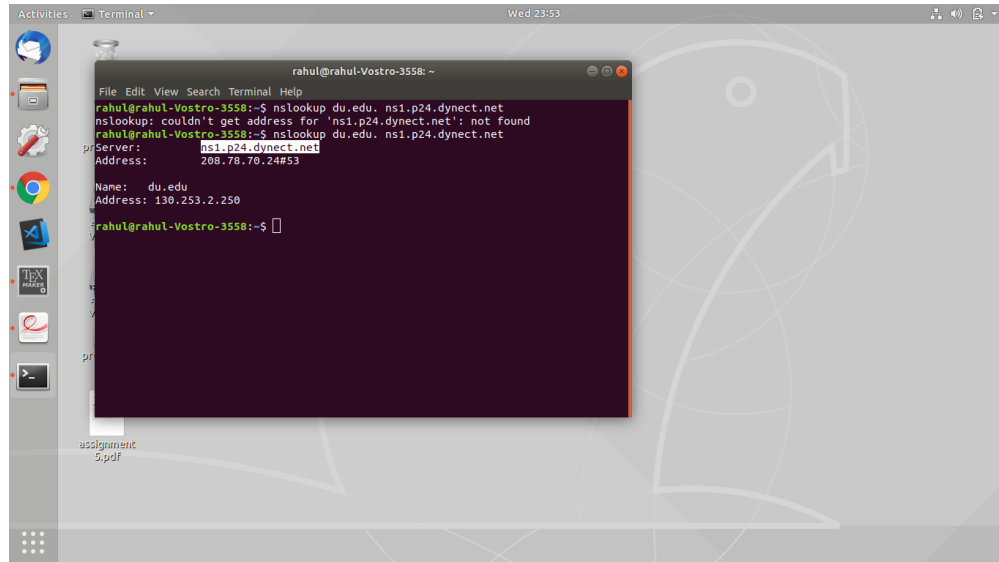 Activities
Terminal
Wed 23:53
rahul@rahul-Vostro-3558: ~
File Edit View Search Terminal Help
rahul@rahul-Vostro-3558:~$ nslookup du.edu. ns1.p24.dynect.net
nslookup: couldn't get address for 'ns1.p24.dynect.net': not found
rahul@rahul-Vostro-3558:~$ nslookup du.edu. ns1.p24.dynect.net
Server: ns1.p24.dynect.net
Address: 208.78.70.24#53
Name: du.edu
Address: 130.253.2.250
rahul@rahul-Vostro-3558:~$
TEX
MAKER
assignment
5.pdf